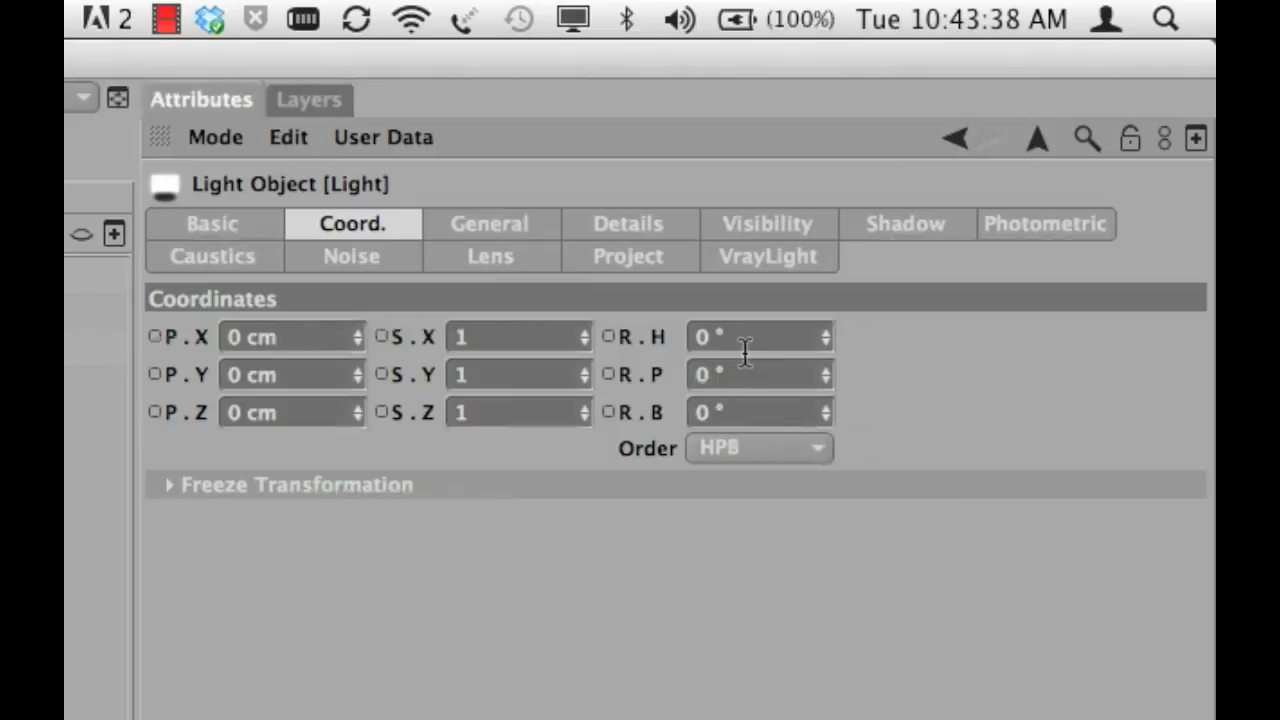 2 (100%) Tue 10:43:38 AM
Attributes Layers
Mode Edit User Data
Light Object [Light]
Basic Coord. General Details Visibility Shadow Photometric
Caustics Noise Lens Project VrayLight
Coordinates
P . X 0 cm S . X 1 R . H 0 °
P . Y 0 cm S . Y 1 R . P 0 °
P . Z 0 cm S . Z 1 R . B 0 °
Order HPB
Freeze Transformation